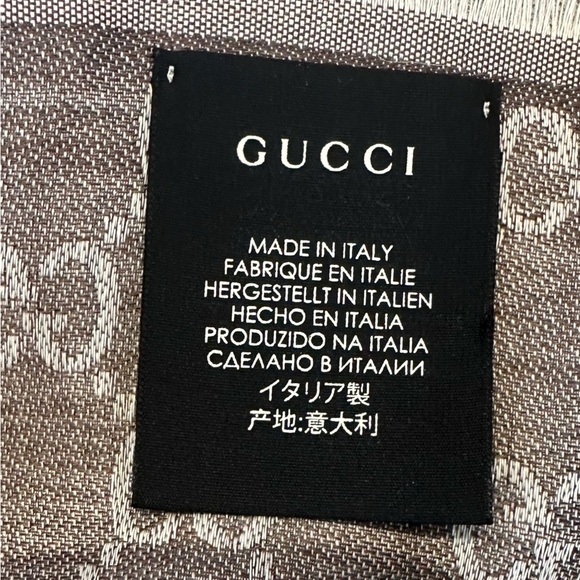 GUCCI
MADE IN ITALY
FABRIQUE EN ITALIE
HERGESTELLT IN ITALIEN
HECHO EN ITALIA
PRODUZIDO NA ITALIA
СДЕЛАНО В ИТАЛИИ
イタリア製
产地:意大利